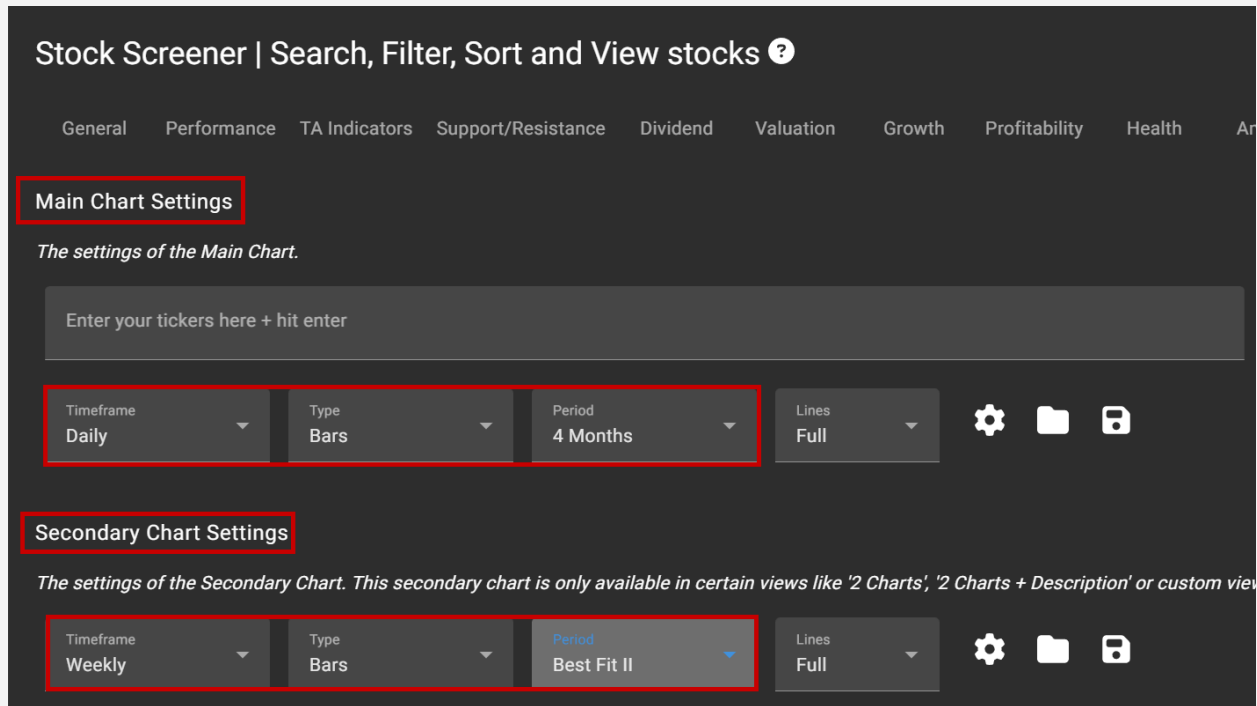 Stock Screener | Search, Filter, Sort and View stocks ?
General Performance TA Indicators Support/Resistance Dividend Valuation Growth Profitability Health
Main Chart Settings
The settings of the Main Chart.
Enter your tickers here + hit enter
Timeframe Type Period Lines
Daily Bars 4 Months Full
Secondary Chart Settings
The settings of the Secondary Chart. This secondary chart is only available in certain views like '2 Charts', '2 Charts + Description' or custom
Timeframe Type Period Lines
Weekly Bars Best Fit II Full